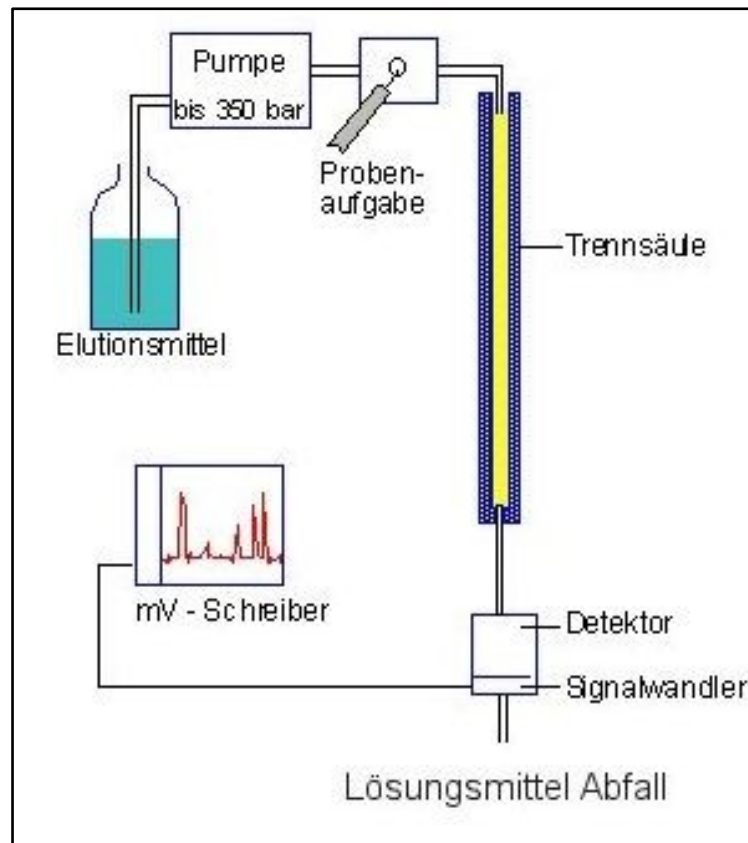 Pumpe
bis 350 bar
Proben-
aufgabe
Trennsäule
Elutionsmittel
mV - Schreiber
Detektor
Signalwandler
Lösungsmittel Abfall